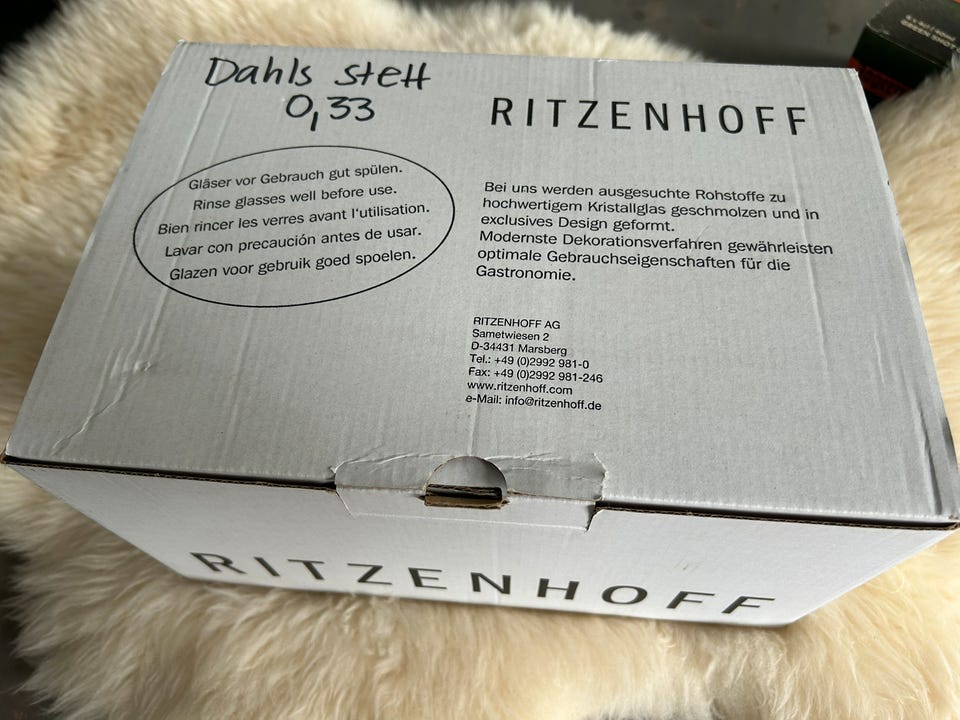 Dahls stett
0,33
RITZENHOFF
Gläser vor Gebrauch gut spülen.
Rinse glasses well before use.
Bien rincer les verres avant l'utilisation.
Lavar con precaución antes de usar.
Glazen voor gebruik goed spoelen.
Bei uns werden ausgesuchte Rohstoffe zu
hochwertigem Kristallglas geschmolzen und in
exclusives Design geformt.
Modernste Dekorationsverfahren gewährleisten
optimale Gebrauchseigenschaften für die
Gastronomie.
RITZENHOFF AG
Sametwiesen 2
D-34431 Marsberg
Tel.: +49 (0)2992 981-0
Fax: +49 (0)2992 981-246
www.ritzenhoff.com
e-Mail: info@ritzenhoff.de
RITZENHOFF